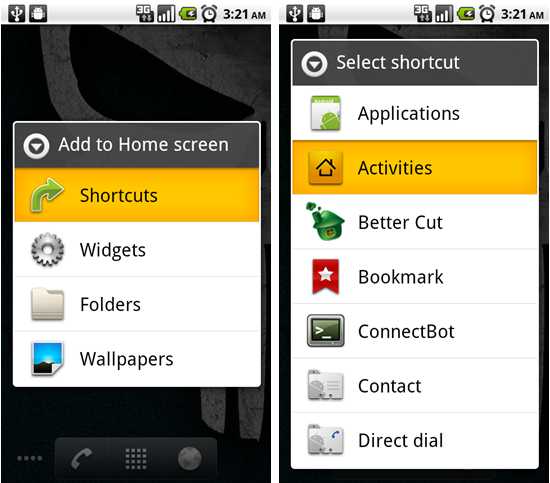 3G
3:21 AM
Add to Home screen
Shortcuts
Widgets
Folders
Wallpapers
3G
3:21 AM
Select shortcut
Applications
Activities
Better Cut
Bookmark
ConnectBot
Contact
Direct dial